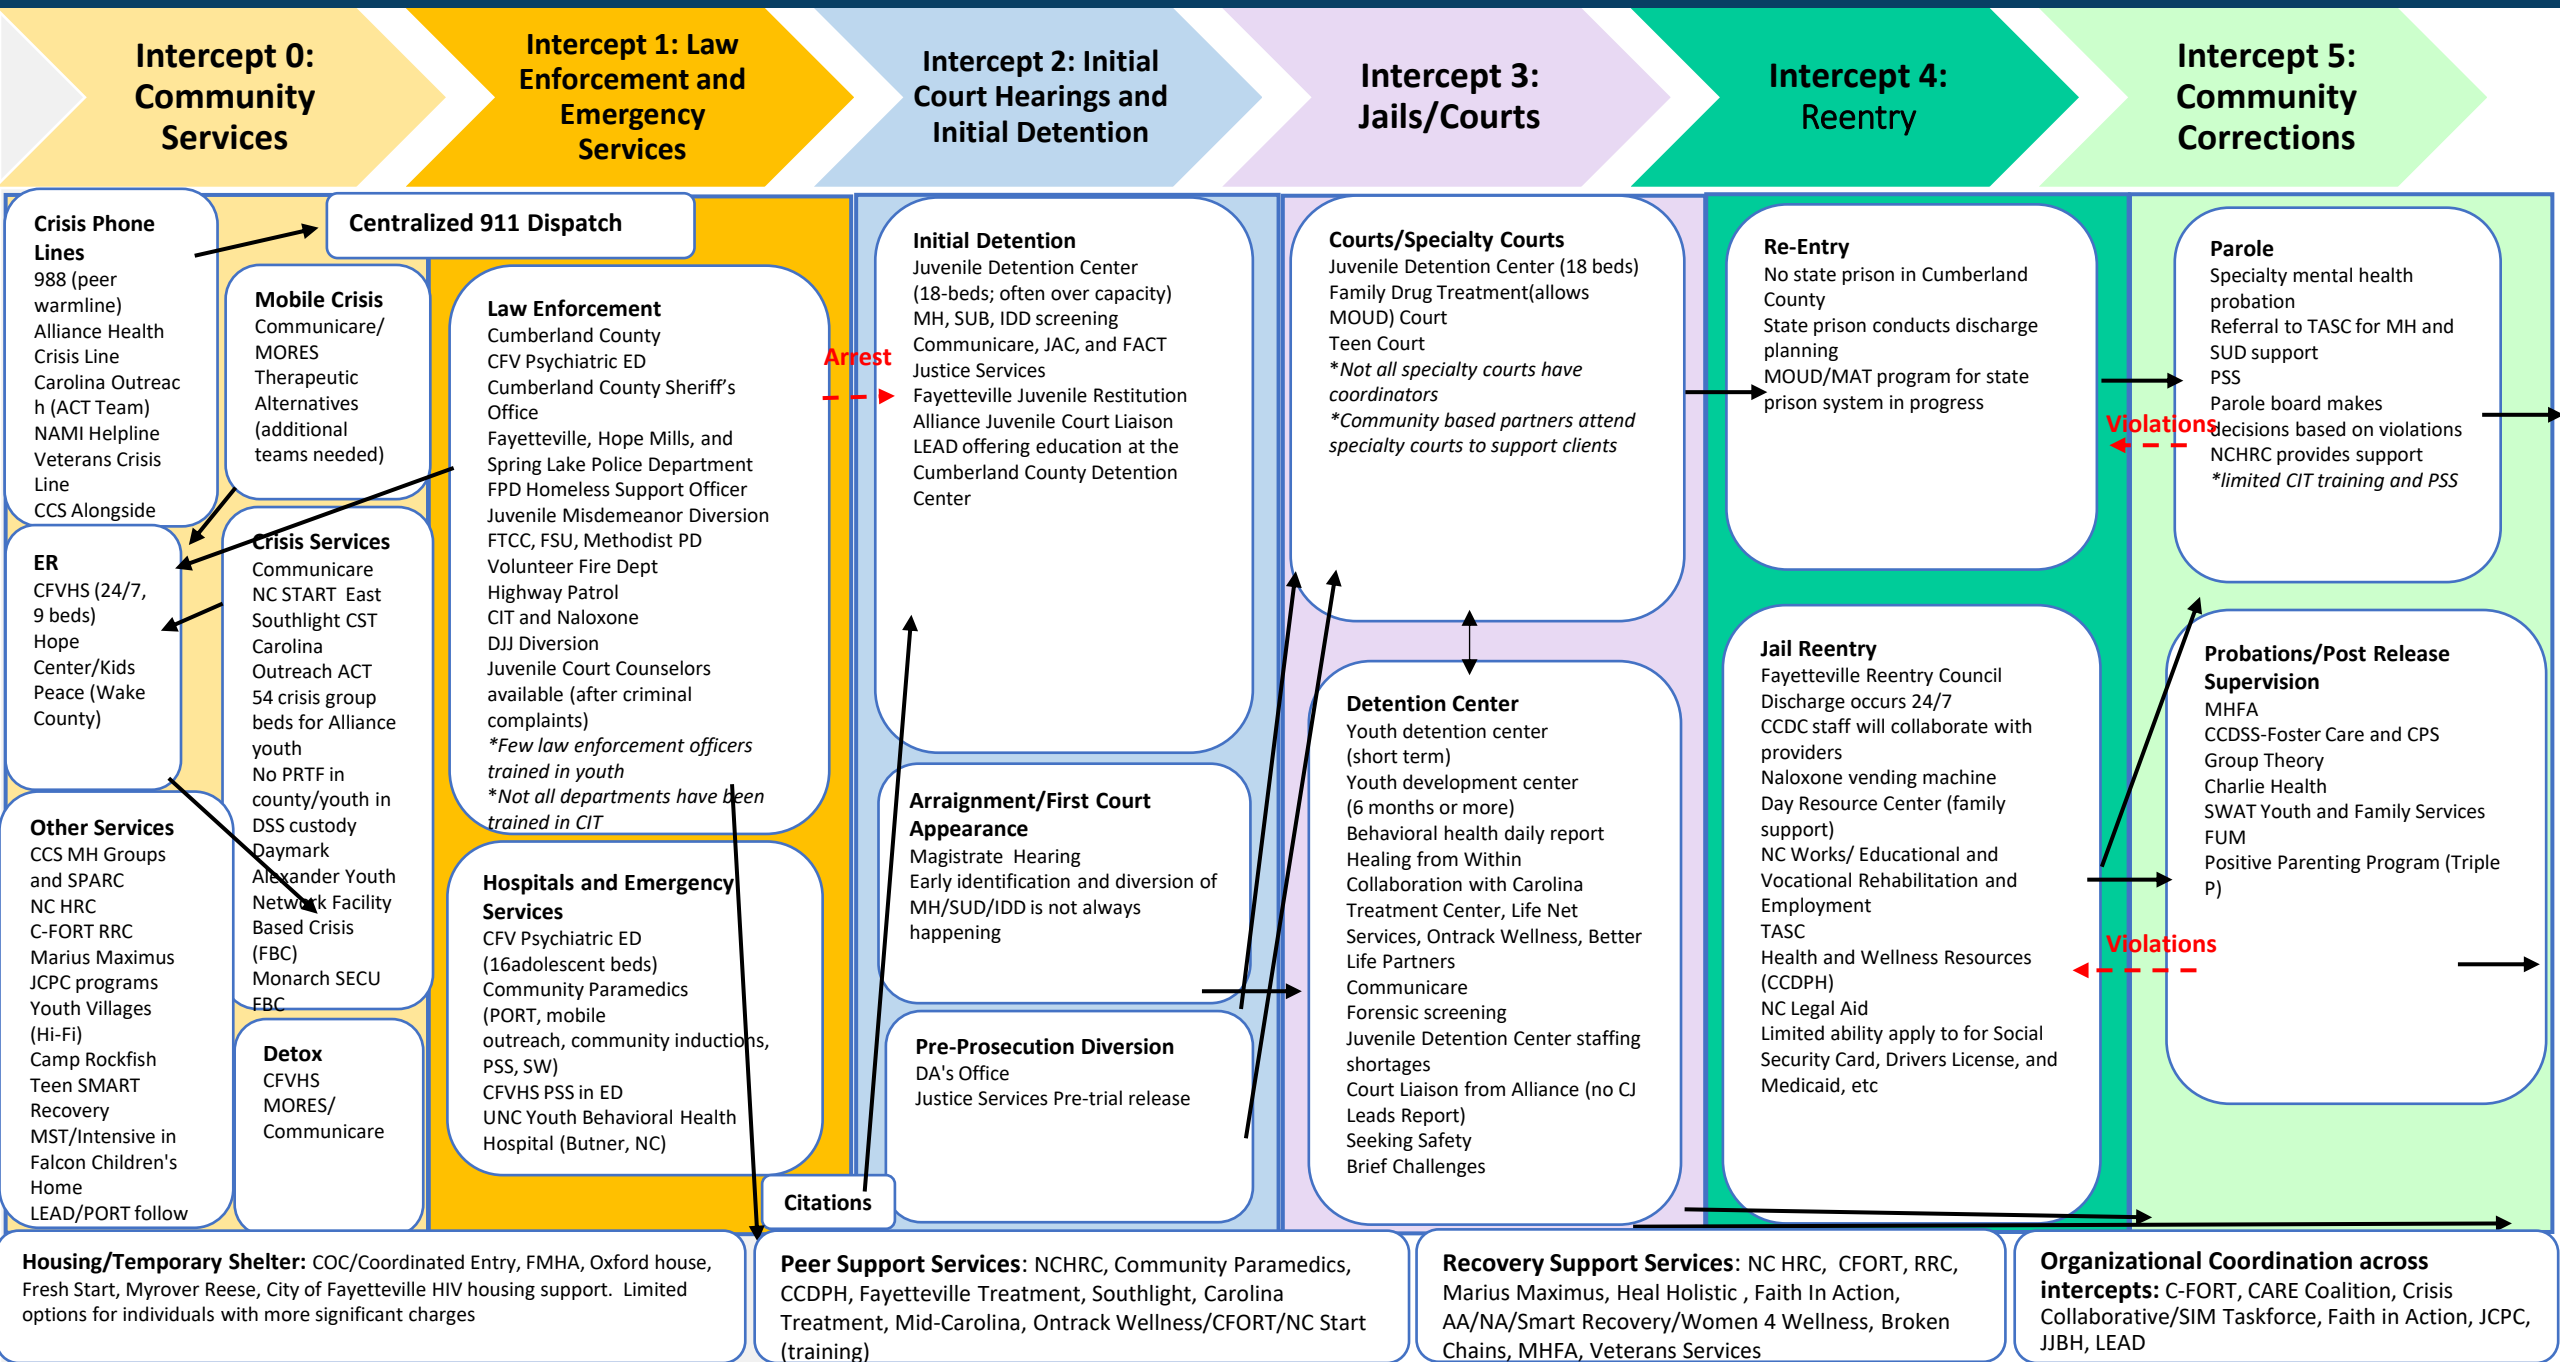 Intercept 0:
Community
Services
Intercept 1: Law
Enforcement and
Emergency
Services
Intercept 2: Initial
Court Hearings and
Initial Detention
Intercept 3:
Jails/Courts
Intercept 4:
Reentry
Intercept 5:
Community
Corrections
Crisis Phone
Lines
988 (peer
warmline)
Alliance Health
Crisis Line
Carolina Outreac
h (ACT Team)
NAMI Helpline
Veterans Crisis
Line
CCS Alongside
Centralized 911 Dispatch
Mobile Crisis
Communicare/
MORES
Therapeutic
Alternatives
(additional
teams needed)
ER
CFVHS (24/7,
9 beds)
Hope
Center/Kids
Peace (Wake
County)
Crisis Services
Communicare
NC START East
Southlight CST
Carolina
Outreach ACT
54 crisis group
beds for Alliance
youth
No PRTF in
county/youth in
DSS custody
Daymark
Alexander Youth
Network Facility
Based Crisis
(FBC)
Monarch SECU
FBC
Other Services
CCS MH Groups
and SPARC
NC HRC
C-FORT RRC
Marius Maximus
JCPC programs
Youth Villages
(Hi-Fi)
Camp Rockfish
Teen SMART
Recovery
MST/Intensive in
Falcon Children's
Home
LEAD/PORT follow
Detox
CFVHS
MORES/
Communicare
Law Enforcement
Cumberland County
CFV Psychiatric ED
Cumberland County Sheriff's
Office
Fayetteville, Hope Mills, and
Spring Lake Police Department
FPD Homeless Support Officer
Juvenile Misdemeanor Diversion
FTCC, FSU, Methodist PD
Volunteer Fire Dept
Highway Patrol
CIT and Naloxone
DJJ Diversion
Juvenile Court Counselors
available (after criminal
complaints)
*Few law enforcement officers
trained in youth
*Not all departments have been
trained in CIT
Hospitals and Emergency
Services
CFV Psychiatric ED
(16adolescent beds)
Community Paramedics
(PORT, mobile
outreach, community inductions,
PSS, SW)
CFVHS PSS in ED
UNC Youth Behavioral Health
Hospital (Butner, NC)
Arrest
Citations
Initial Detention
Juvenile Detention Center
(18-beds; often over capacity)
MH, SUB, IDD screening
Communicare, JAC, and FACT
Justice Services
Fayetteville Juvenile Restitution
Alliance Juvenile Court Liaison
LEAD offering education at the
Cumberland County Detention
Center
Arraignment/First Court
Appearance
Magistrate Hearing
Early identification and diversion of
MH/SUD/IDD is not always
happening
Pre-Prosecution Diversion
DA's Office
Justice Services Pre-trial release
Courts/Specialty Courts
Juvenile Detention Center (18 beds)
Family Drug Treatment(allows
MOUD) Court
Teen Court
*Not all specialty courts have
coordinators
*Community based partners attend
specialty courts to support clients
Detention Center
Youth detention center
(short term)
Youth development center
(6 months or more)
Behavioral health daily report
Healing from Within
Collaboration with Carolina
Treatment Center, Life Net
Services, Ontrack Wellness, Better
Life Partners
Communicare
Forensic screening
Juvenile Detention Center staffing
shortages
Court Liaison from Alliance (no CJ
Leads Report)
Seeking Safety
Brief Challenges
Re-Entry
No state prison in Cumberland
County
State prison conducts discharge
planning
MOUD/MAT program for state
prison system in progress
Jail Reentry
Fayetteville Reentry Council
Discharge occurs 24/7
CCDC staff will collaborate with
providers
Naloxone vending machine
Day Resource Center (family
support)
NC Works/ Educational and
Vocational Rehabilitation and
Employment
TASC
Health and Wellness Resources
(CCDPH)
NC Legal Aid
Limited ability apply to for Social
Security Card, Drivers License, and
Medicaid, etc
Violations
Violations
Parole
Specialty mental health
probation
Referral to TASC for MH and
SUD support
PSS
Parole board makes
decisions based on violations
NCHRC provides support
*limited CIT training and PSS
Probations/Post Release
Supervision
MHFA
CCDSS-Foster Care and CPS
Group Theory
Charlie Health
SWAT Youth and Family Services
FUM
Positive Parenting Program (Triple
P)
Housing/Temporary Shelter: COC/Coordinated Entry, FMHA, Oxford house,
Fresh Start, Myrover Reese, City of Fayetteville HIV housing support. Limited
options for individuals with more significant charges
Peer Support Services: NCHRC, Community Paramedics,
CCDPH, Fayetteville Treatment, Southlight, Carolina
Treatment, Mid-Carolina, Ontrack Wellness/CFORT/NC Start
(training)
Recovery Support Services: NC HRC, CFORT, RRC,
Marius Maximus, Heal Holistic , Faith In Action,
AA/NA/Smart Recovery/Women 4 Wellness, Broken
Chains, MHFA, Veterans Services
Organizational Coordination across
intercepts: C-FORT, CARE Coalition, Crisis
Collaborative/SIM Taskforce, Faith in Action, JCPC,
JJBH, LEAD